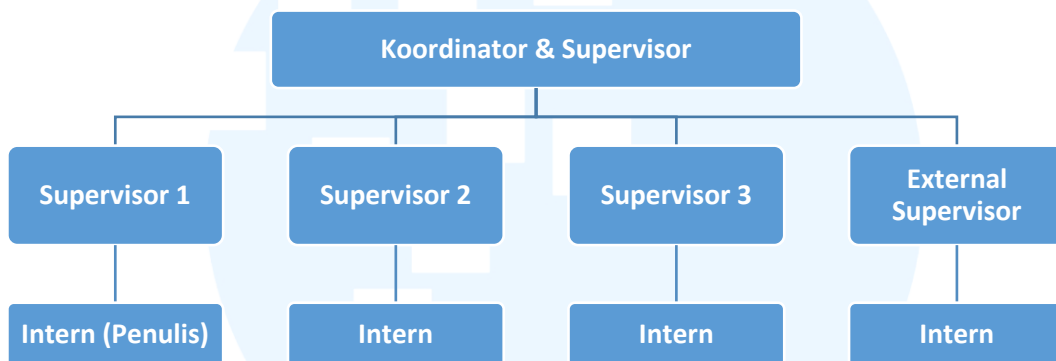 Koordinator & Supervisor
Supervisor 1
Supervisor 2
Supervisor 3
External
Supervisor
Intern (Penulis)
Intern
Intern
Intern